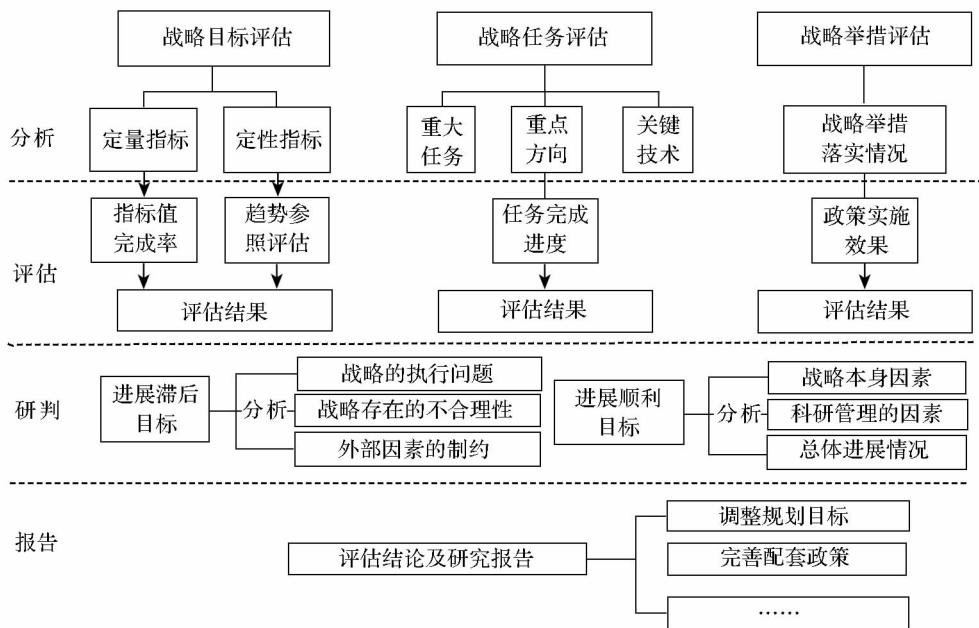 战略目标评估
战略任务评估
战略举措评估
分析
定量指标
定性指标
重大
任务
重点
方向
关键
技术
战略举措
落实情况
评估
指标值
完成率
趋势参
照评估
任务完成
进度
政策实施
效果
评估结果
评估结果
评估结果
研判
进展滞后
目标
分析
战略的执行问题
战略存在的不合理性
外部因素的制约
进展顺利
目标
分析
战略本身因素
科研管理的因素
总体进展情况
报告
评估结论及研究报告
调整规划目标
完善配套政策
……